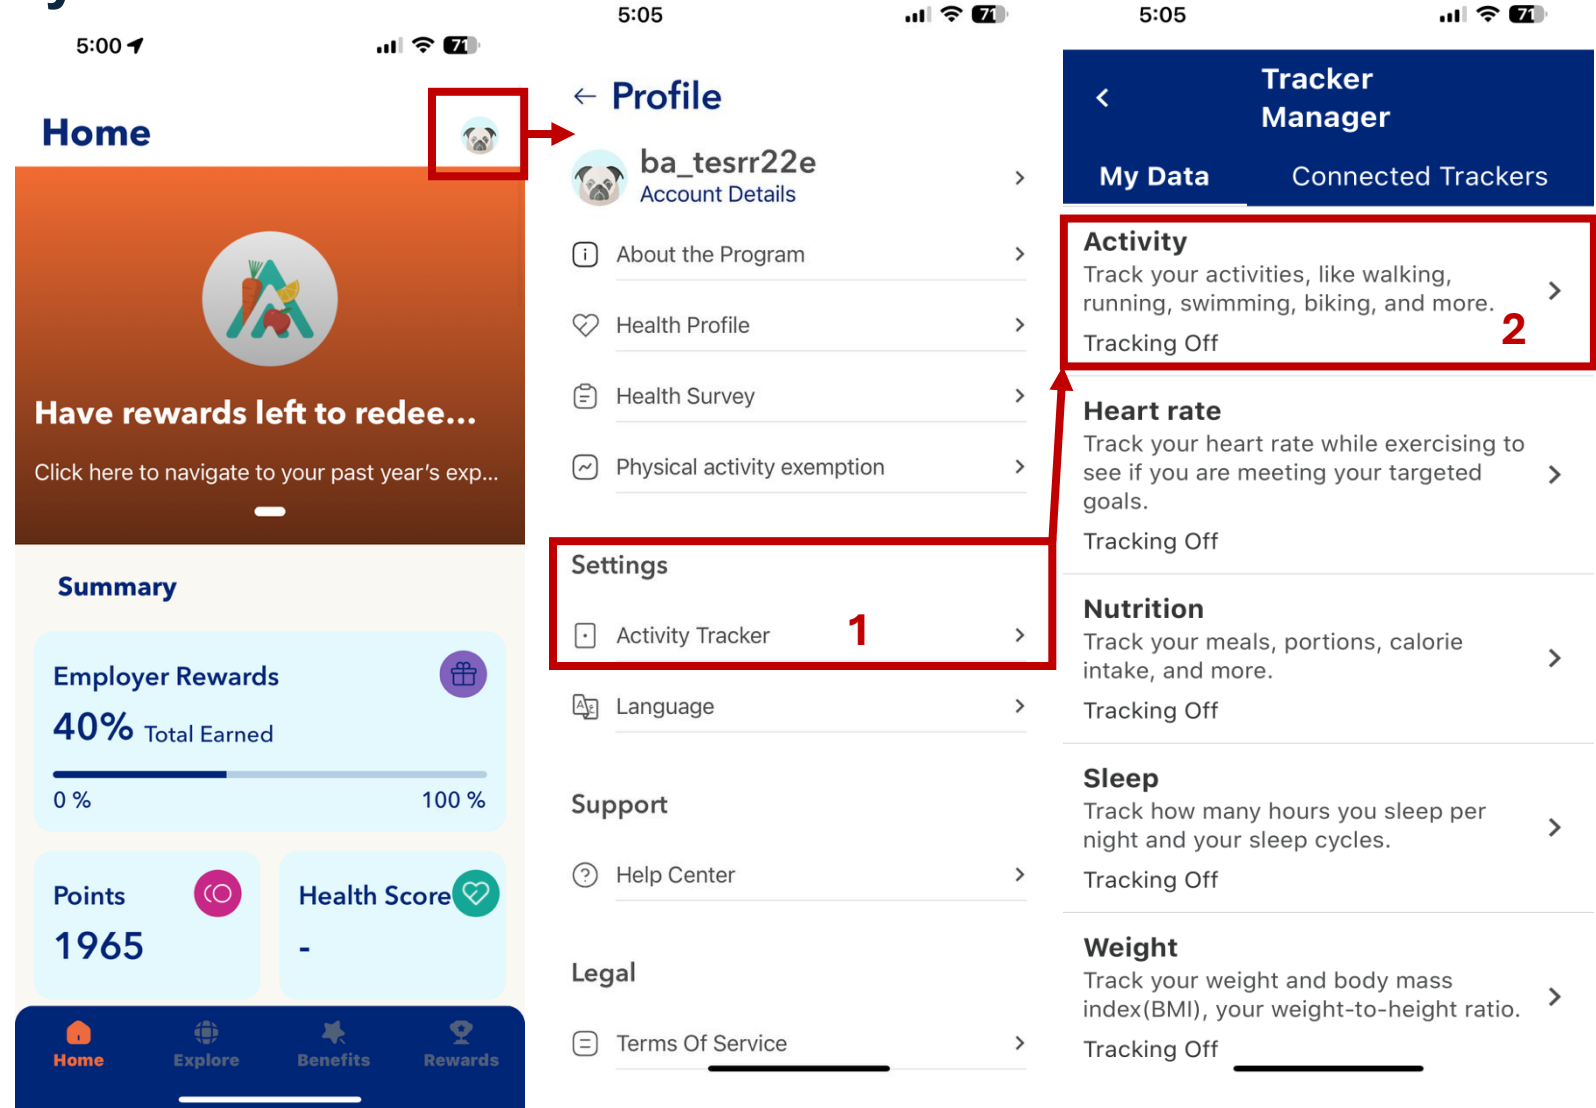 5:00
71
Home
Have rewards left to redee...
Click here to navigate to your past year's exp...
Summary
Employer Rewards
40% Total Earned
0 %
100 %
Points
1965
Health Score
-
Home
Explore
Benefits
Rewards
5:05
71
← Profile
ba_tesrr22e
Account Details
About the Program
Health Profile
Health Survey
Physical activity exemption
Settings
Activity Tracker
1
Language
Support
Help Center
Legal
Terms Of Service
5:05
71
Tracker
Manager
My Data
Connected Trackers
Activity
Track your activities, like walking,
running, swimming, biking, and more.
2
Tracking Off
Heart rate
Track your heart rate while exercising to
see if you are meeting your targeted
goals.
Tracking Off
Nutrition
Track your meals, portions, calorie
intake, and more.
Tracking Off
Sleep
Track how many hours you sleep per
night and your sleep cycles.
Tracking Off
Weight
Track your weight and body mass
index(BMI), your weight-to-height ratio.
Tracking Off